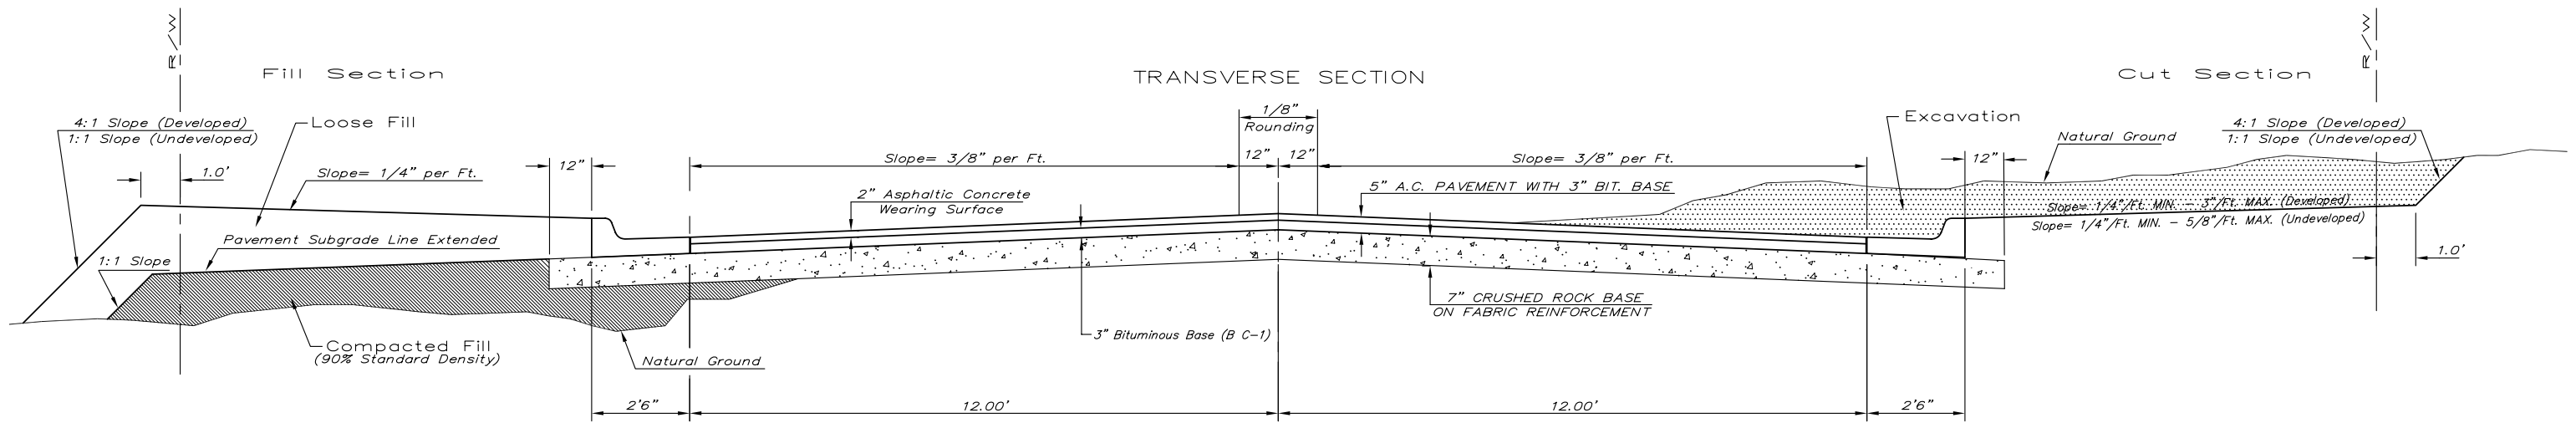 R/W
R/W
Fill Section
TRANSVERSE SECTION
Cut Section
1/8"
Rounding
4:1 Slope (Developed)
1:1 Slope (Undeveloped)
Loose Fill
Excavation
Natural Ground
4:1 Slope (Developed)
1:1 Slope (Undeveloped)
1.0'
Slope= 1/4" per Ft.
12"
Slope= 3/8" per Ft.
12"
12"
Slope= 3/8" per Ft.
12"
2" Asphaltic Concrete
Wearing Surface
5" A.C. PAVEMENT WITH 3" BIT. BASE
Slope= 1/4"/Ft. MIN. - 3"/Ft. MAX. (Developed)
Slope= 1/4"/Ft. MIN. - 5/8"/Ft. MAX. (Undeveloped)
Pavement Subgrade Line Extended
1:1 Slope
1.0'
7" CRUSHED ROCK BASE
ON FABRIC REINFORCEMENT
3" Bituminous Base (B C-1)
Compacted Fill
(90% Standard Density)
Natural Ground
2'6"
12.00'
12.00'
2'6"